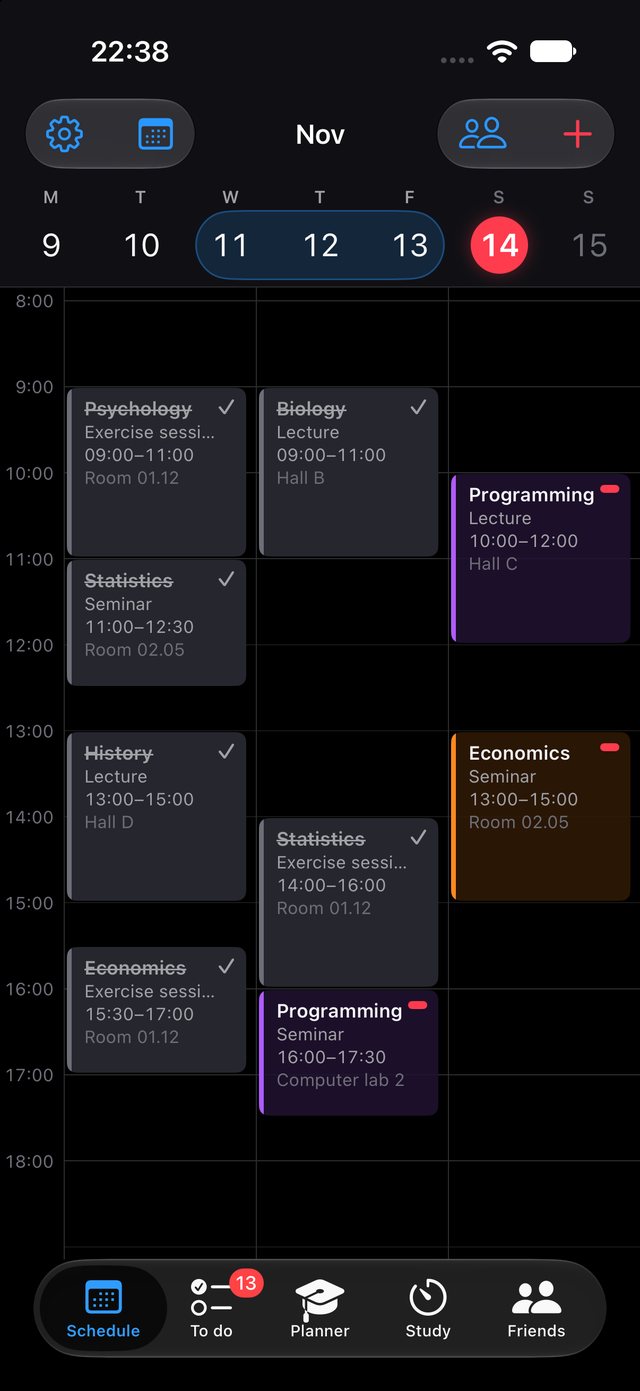 22:38
Nov
M T W T F S S
9 10 11 12 13 14 15
8:00
9:00
10:00
11:00
12:00
13:00
14:00
15:00
16:00
17:00
18:00
Psychology
Exercise sessi...
09:00–11:00
Room 01.12
Statistics
Seminar
11:00–12:30
Room 02.05
History
Lecture
13:00–15:00
Hall D
Economics
Exercise sessi...
15:30–17:00
Room 01.12
Biology
Lecture
09:00–11:00
Hall B
Statistics
Exercise sessi...
14:00–16:00
Room 01.12
Programming
Seminar
16:00–17:30
Computer lab 2
Programming
Lecture
10:00–12:00
Hall C
Economics
Seminar
13:00–15:00
Room 02.05
13
Schedule To do Planner Study Friends